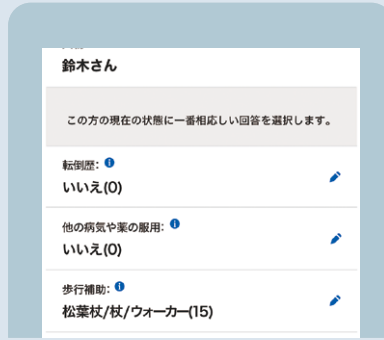 鈴木さん
この方の現在の状態に一番相応しい回答を選択します。
転倒歴:
いいえ(0)
他の病気や薬の服用:
いいえ(0)
歩行補助:
松葉杖/杖/ウォーカー(15)